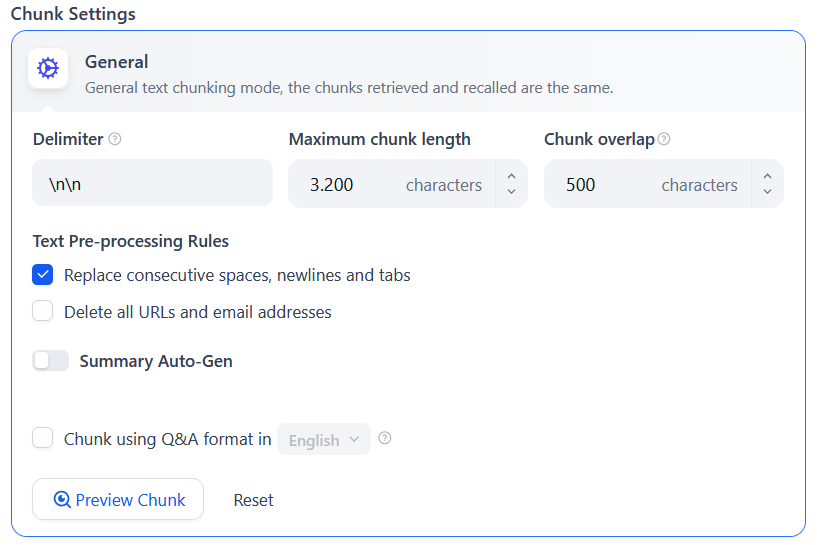 Chunk Settings
General
General text chunking mode, the chunks retrieved and recalled are the same.
Delimiter
Maximum chunk length
Chunk overlap
\n\n
3.200 characters
500 characters
Text Pre-processing Rules
Replace consecutive spaces, newlines and tabs
Delete all URLs and email addresses
Summary Auto-Gen
Chunk using Q&A format in English
Preview Chunk
Reset